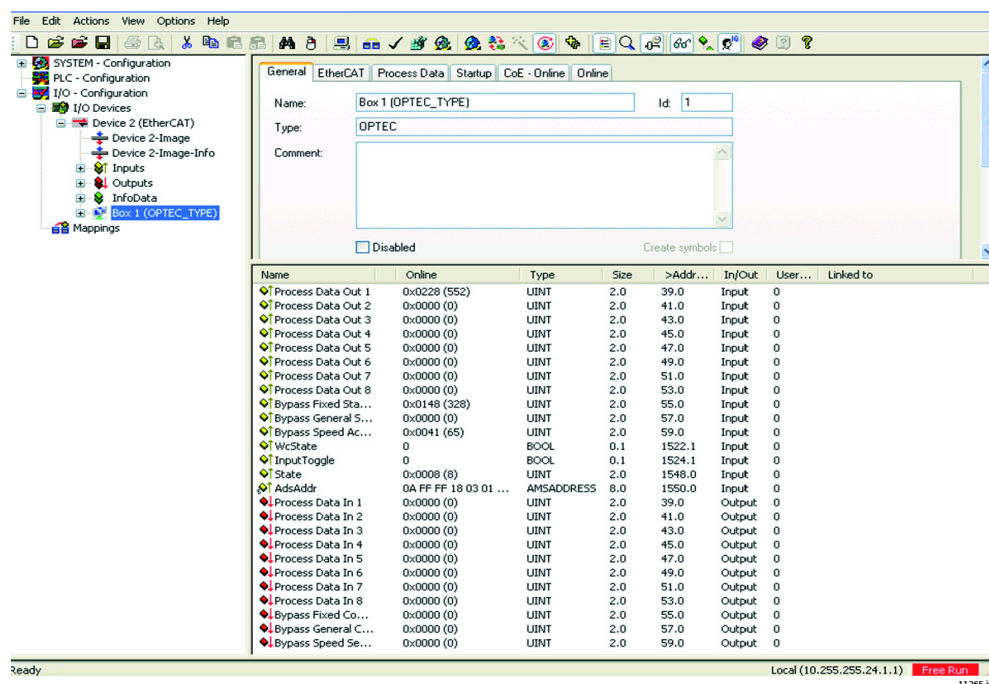 File Edit Actions View Options Help
SYSTEM - Configuration
PLC - Configuration
I/O - Configuration
I/O Devices
Device 2 (EtherCAT)
Device 2-Image
Device 2-Image-Info
Inputs
Outputs
InfoData
Box 1 (OPTEC_TYPE)
Mappings
General EtherCAT Process Data Startup CoE - Online Online
Name: Box 1 (OPTEC_TYPE) Id: 1
Type: OPTEC
Comment:
Disabled Create symbols
Name Online Type Size >Addr... In/Out User... Linked to
Process Data Out 1 0x0228 (552) UINT 2.0 39.0 Input 0
Process Data Out 2 0x0000 (0) UINT 2.0 41.0 Input 0
Process Data Out 3 0x0000 (0) UINT 2.0 43.0 Input 0
Process Data Out 4 0x0000 (0) UINT 2.0 45.0 Input 0
Process Data Out 5 0x0000 (0) UINT 2.0 47.0 Input 0
Process Data Out 6 0x0000 (0) UINT 2.0 49.0 Input 0
Process Data Out 7 0x0000 (0) UINT 2.0 51.0 Input 0
Process Data Out 8 0x0000 (0) UINT 2.0 53.0 Input 0
Bypass Fixed Sta... 0x0148 (328) UINT 2.0 55.0 Input 0
Bypass General S... 0x0000 (0) UINT 2.0 57.0 Input 0
Bypass Speed Ac... 0x0041 (65) UINT 2.0 59.0 Input 0
WcState 0 BOOL 0.1 1522.1 Input 0
InputToggle 0 BOOL 0.1 1524.1 Input 0
State 0x0008 (8) UINT 2.0 1548.0 Input 0
AdsAddr 0A FF FF 18 03 01 ... AMSADDRESS 8.0 1550.0 Input 0
Process Data In 1 0x0000 (0) UINT 2.0 39.0 Output 0
Process Data In 2 0x0000 (0) UINT 2.0 41.0 Output 0
Process Data In 3 0x0000 (0) UINT 2.0 43.0 Output 0
Process Data In 4 0x0000 (0) UINT 2.0 45.0 Output 0
Process Data In 5 0x0000 (0) UINT 2.0 47.0 Output 0
Process Data In 6 0x0000 (0) UINT 2.0 49.0 Output 0
Process Data In 7 0x0000 (0) UINT 2.0 51.0 Output 0
Process Data In 8 0x0000 (0) UINT 2.0 53.0 Output 0
Bypass Fixed Co... 0x0000 (0) UINT 2.0 55.0 Output 0
Bypass General C... 0x0000 (0) UINT 2.0 57.0 Output 0
Bypass Speed Se... 0x0000 (0) UINT 2.0 59.0 Output 0
Ready Local (10.255.255.24.1.1) Free Run